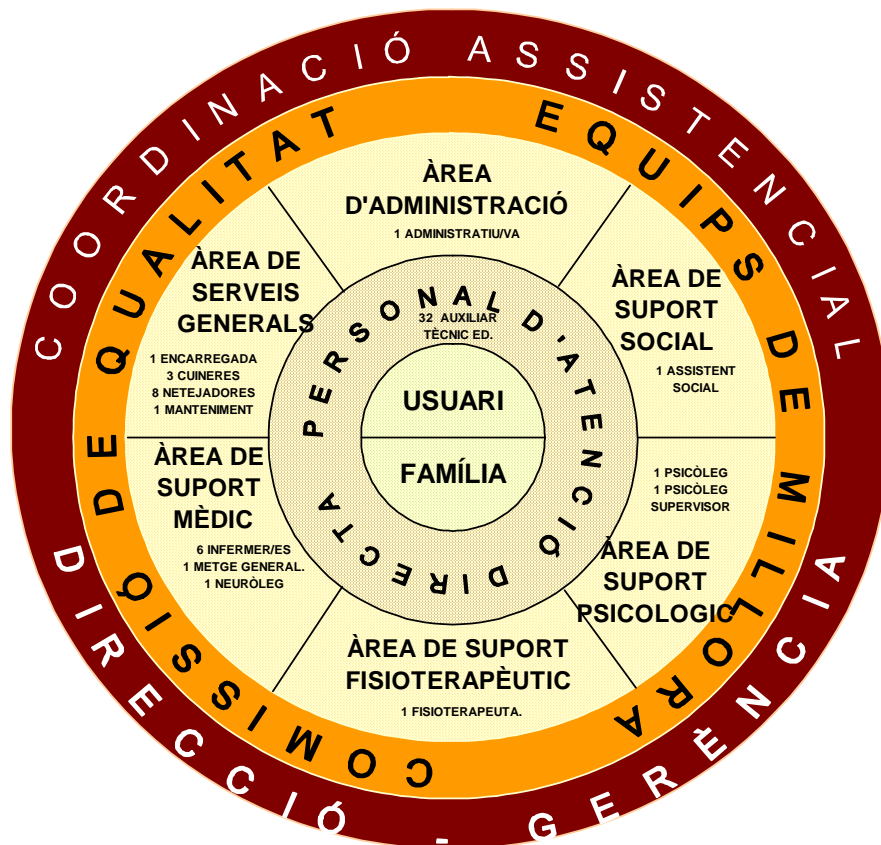 COORDINACIÓ ASSISTENCIAL
DIRECCIÓ - GERÈNCIA
COMISSIÓ DE QUALITAT
EQUIPS DE MILLORA
ÀREA
D'ADMINISTRACIÓ
1 ADMINISTRATIU/VA
ÀREA DE
SERVEIS
GENERALS
1 ENCARREGADA
3 CUINERES
8 NETEJADORES
1 MANTENIMENT
ÀREA DE
SUPORT
SOCIAL
1 ASSISTENT
SOCIAL
PERSONAL D'ATENCIÓ DIRECTA
32 AUXILIAR
TÈCNIC ED.
USUARI
FAMÍLIA
ÀREA DE
SUPORT
MÈDIC
6 INFERMER/ES
1 METGE GENERAL.
1 NEURÒLEG
1 PSICÒLEG
1 PSICÒLEG
SUPERVISOR
ÀREA DE
SUPORT
PSICOLOGIC
ÀREA DE SUPORT
FISIOTERAPÈUTIC
1 FISIOTERAPEUTA.